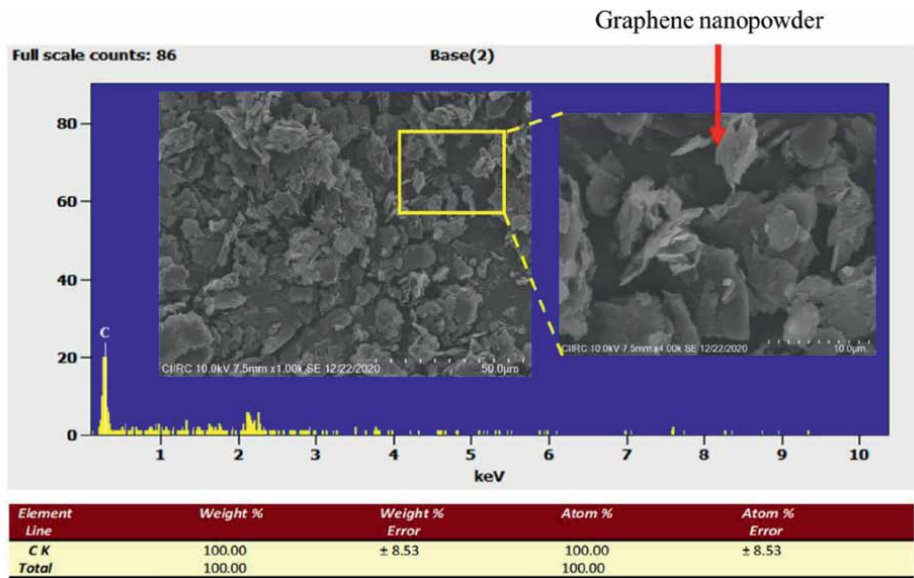 Graphene nanopowder
Full scale counts: 86
Base(2)
80
60
40
20
0
C
CIIRC 10.0kV 7.5mm x1.00k SE 12/22/2020 50.0µm
CIIRC 10.0kV 7.5mm x4.00k SE 12/22/2020 10.0µm
1 2 3 4 5 6 7 8 9 10
keV
Element Weight % Weight % Atom % Atom %
Line Error Error
C K 100.00 ± 8.53 100.00 ± 8.53
Total 100.00 100.00